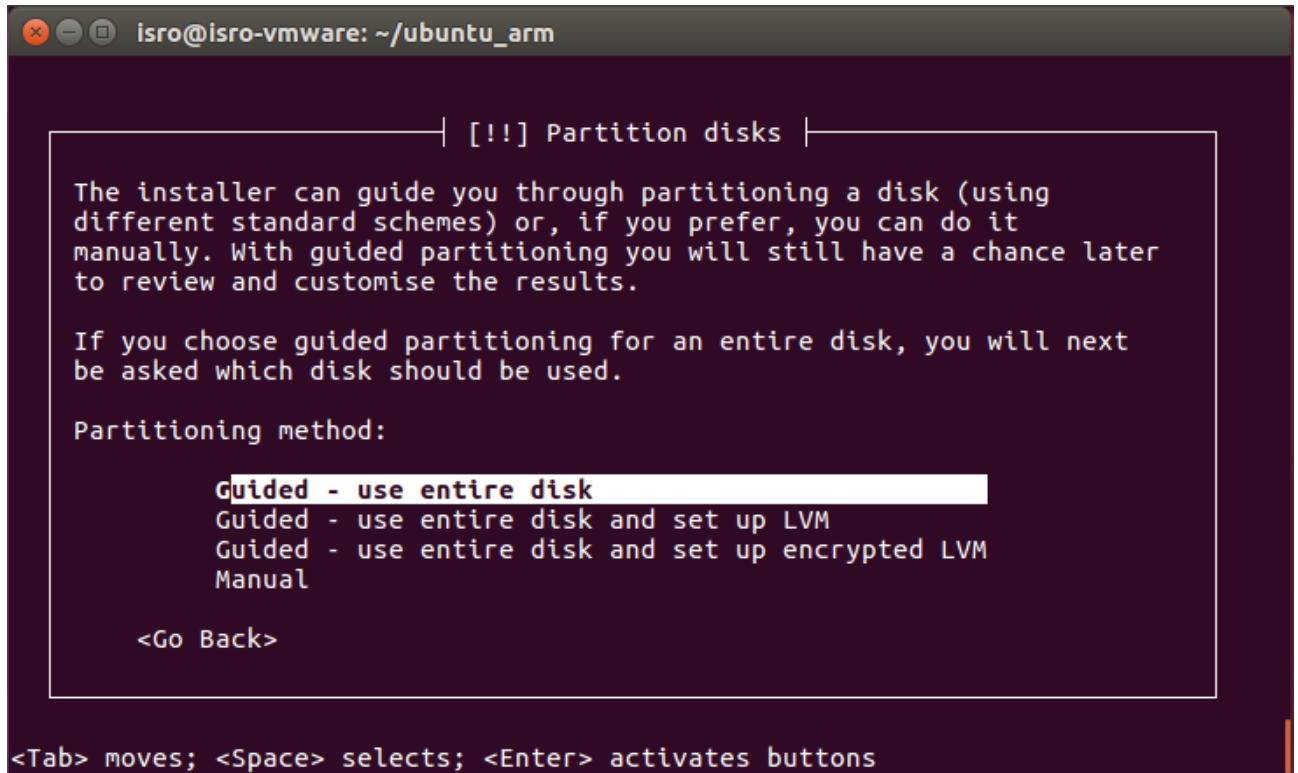 isro@isro-vmware: ~/ubuntu_arm
[!!] Partition disks
The installer can guide you through partitioning a disk (using
different standard schemes) or, if you prefer, you can do it
manually. With guided partitioning you will still have a chance later
to review and customise the results.
If you choose guided partitioning for an entire disk, you will next
be asked which disk should be used.
Partitioning method:
Guided - use entire disk
Guided - use entire disk and set up LVM
Guided - use entire disk and set up encrypted LVM
Manual
<Go Back>
<Tab> moves; <Space> selects; <Enter> activates buttons